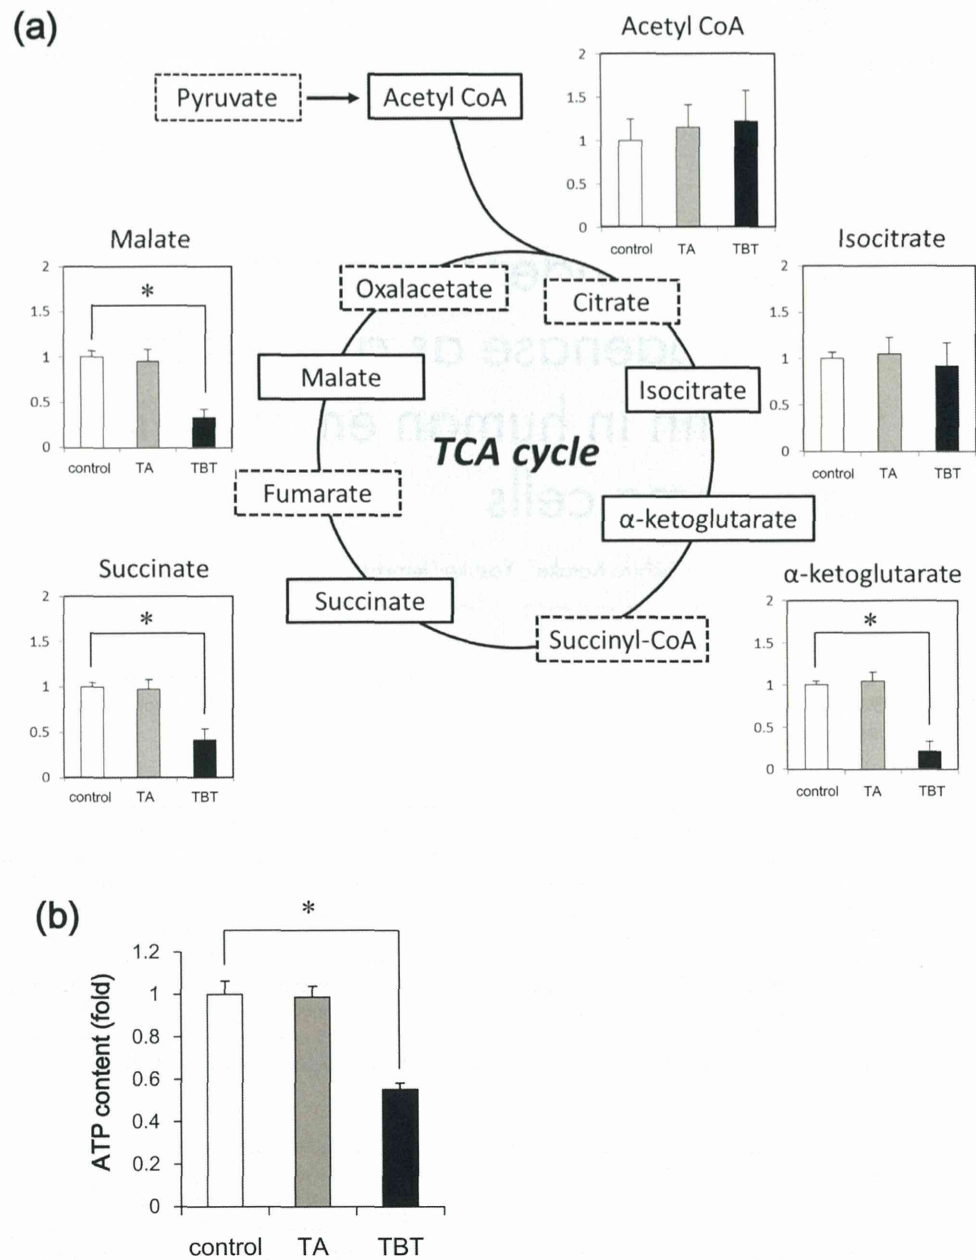 (a)
Acetyl CoA
2
1.5
1
0.5
0
control TA TBT
Pyruvate
Acetyl CoA
Malate
2
1.5
1
0.5
0
*
control TA TBT
Isocitrate
2
1.5
1
0.5
0
control TA TBT
Oxalacetate
Citrate
Malate
Isocitrate
TCA cycle
Fumarate
α-ketoglutarate
Succinate
Succinyl-CoA
Succinate
2
1.5
1
0.5
0
*
control TA TBT
α-ketoglutarate
2
1.5
1
0.5
0
*
control TA TBT
(b)
*
ATP content (fold)
1.2
1
0.8
0.6
0.4
0.2
0
control TA TBT